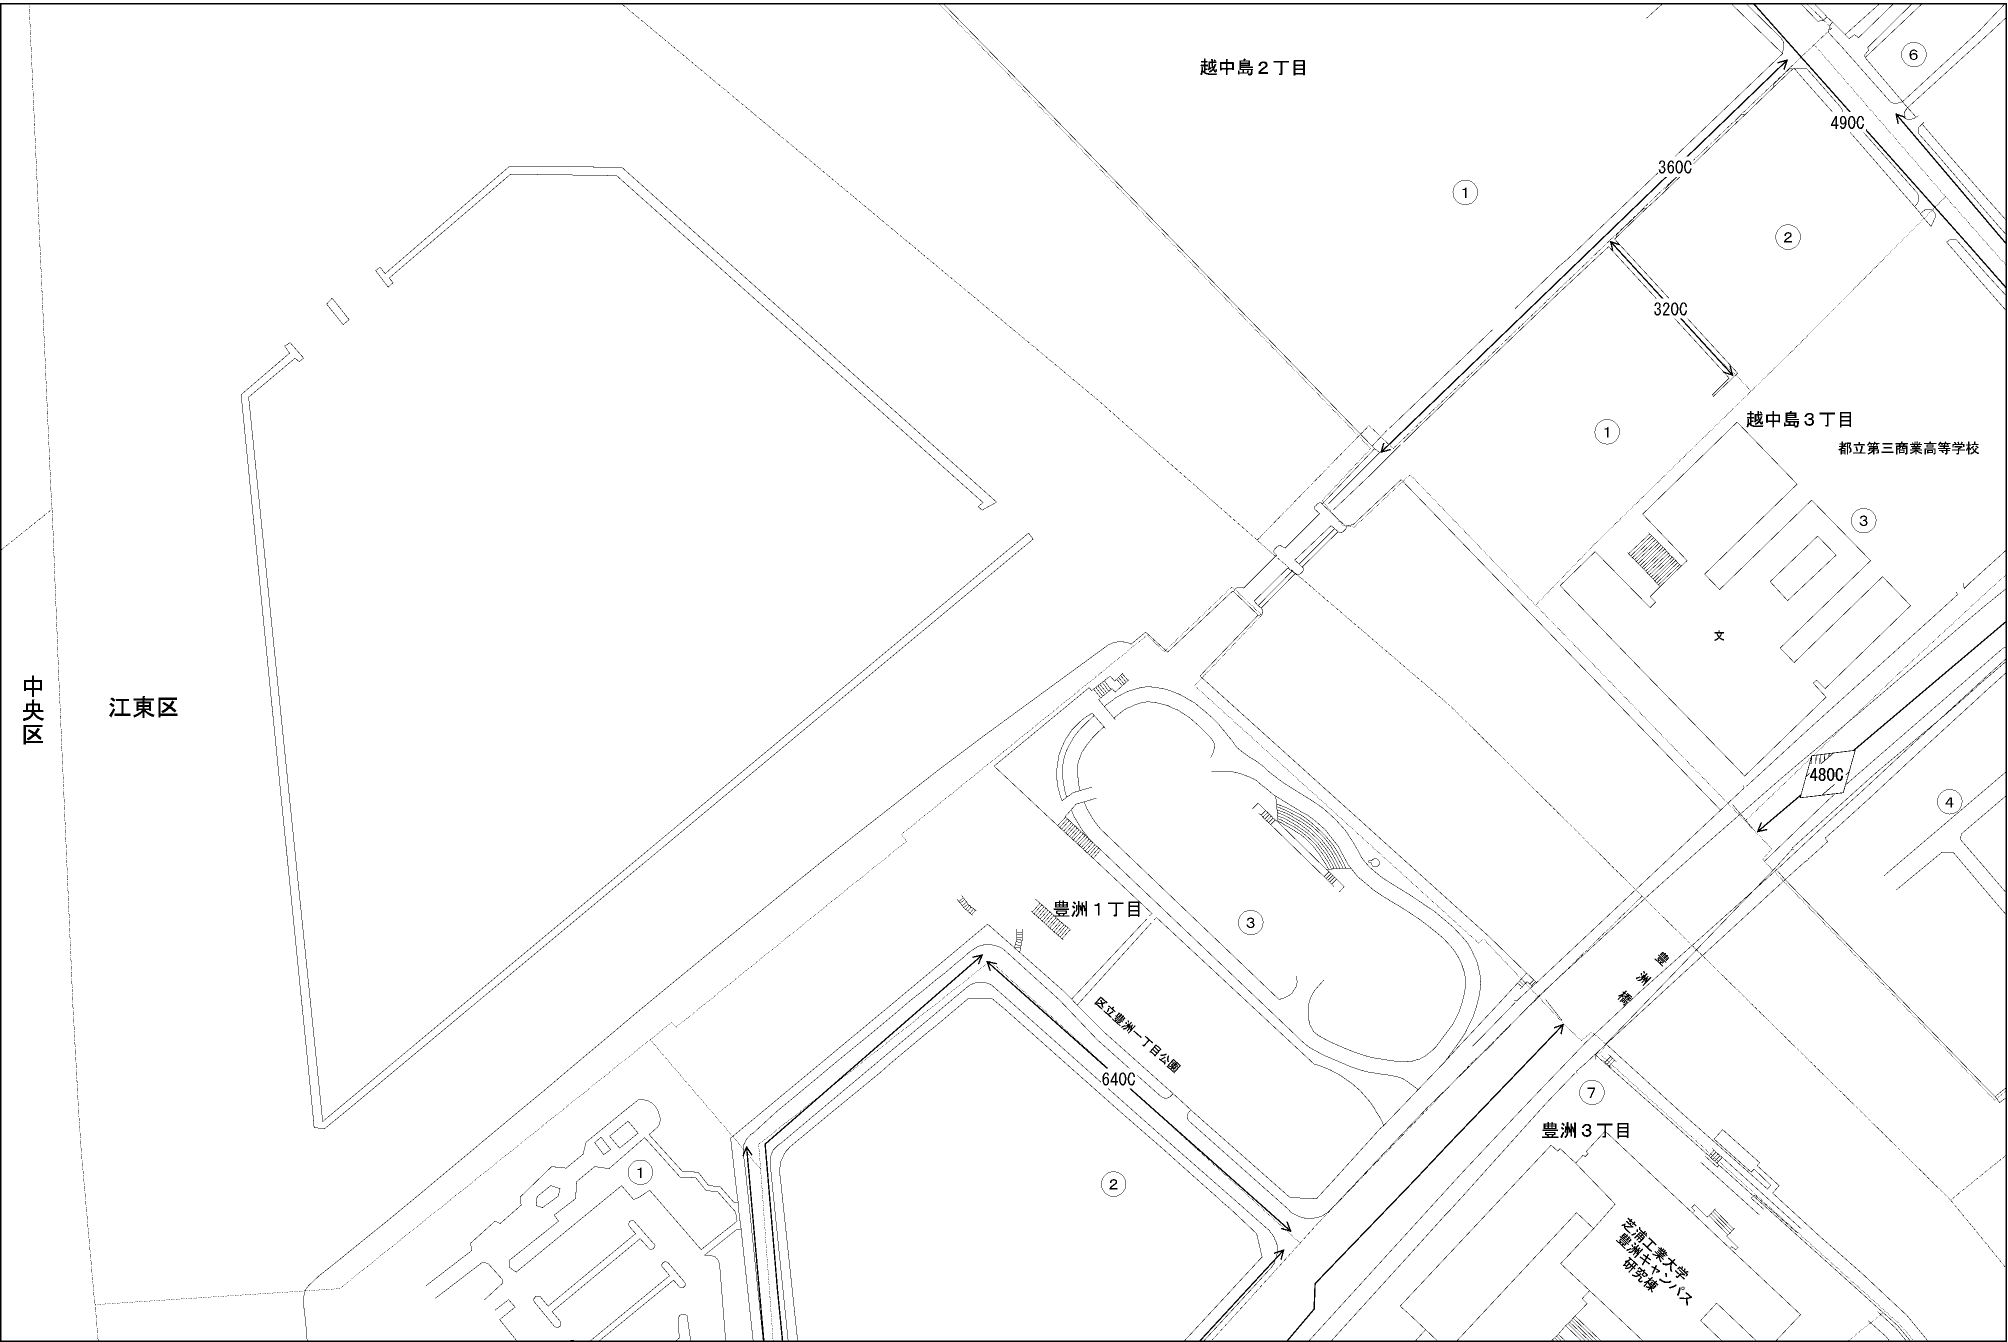 越中島2丁目
6
490C
360C
1
2
320C
越中島3丁目
1
都立第三商業高等学校
3
文
中央区
江東区
480C
4
豊洲1丁目
3
豊洲橋
区立豊洲一丁目公園
640C
7
豊洲3丁目
1
2
芝浦工業大学
豊洲キャンパス
研究棟